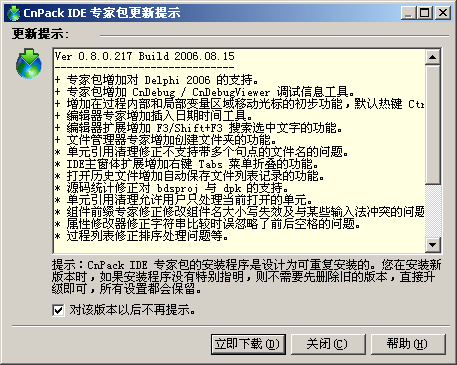 CnPack IDE 专家包更新提示
更新提示:
Ver 0.8.0.217 Build 2006.08.15
------------------------------
+ 专家包增加对 Delphi 2006 的支持。
+ 专家包增加 CnDebug / CnDebugViewer 调试信息工具。
+ 增加在过程内部和局部变量区域移动光标的初步功能，默认热键 Ctr
+ 编辑器专家增加插入日期时间工具。
+ 编辑器扩展增加 F3/Shift+F3 搜索选中文字的功能。
+ 文件管理器专家增加创建文件夹的功能。
* 单元引用清理修正不支持带多个句点的文件名的问题。
* IDE主窗体扩展增加右键 Tabs 菜单折叠的功能。
* 打开历史文件增加自动保存文件列表记录的功能。
* 源码统计修正对 bdsproj 与 dpk 的支持。
* 单元引用清理允许用户只处理当前打开的单元。
* 组件前缀专家修正修改组件名大小写失效及与某些输入法冲突的问题
* 属性修改器修正字符串比较时误忽略了前后空格的问题。
* 过程列表修正排序处理问题等。
提示：CnPack IDE 专家包的安装程序是设计为可重复安装的。您在安装新
版本时，如果安装程序没有特别指明，则不需要先删除旧的版本，直接升
级即可，所有设置都会保留。
对该版本以后不再提示。
立即下载(D)
关闭(C)
帮助(H)